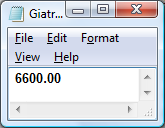 Giatr...
File Edit Format
View Help
6600.00